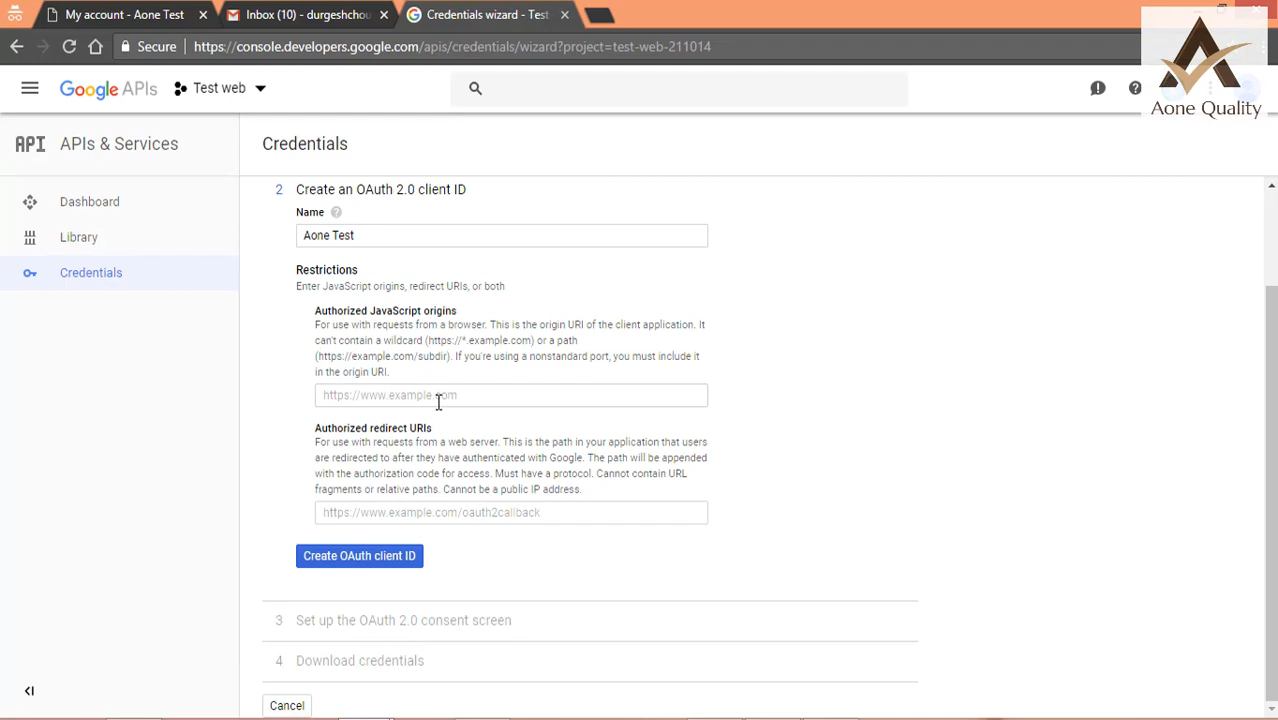 My account - Aone Test
Inbox (10) - durgeshchou
Credentials wizard - Test
Secure
https://console.developers.google.com/apis/credentials/wizard?project=test-web-211014
Google APIs
Test web
Aone Quality
API APIs & Services
Credentials
Dashboard
Library
Credentials
2 Create an OAuth 2.0 client ID
Name
Aone Test
Restrictions
Enter JavaScript origins, redirect URIs, or both
Authorized JavaScript origins
For use with requests from a browser. This is the origin URI of the client application. It
can't contain a wildcard (https://*.example.com) or a path
(https://example.com/subdir). If you're using a nonstandard port, you must include it
in the origin URI.
https://www.example.com
Authorized redirect URIs
For use with requests from a web server. This is the path in your application that users
are redirected to after they have authenticated with Google. The path will be appended
with the authorization code for access. Must have a protocol. Cannot contain URL
fragments or relative paths. Cannot be a public IP address.
https://www.example.com/oauth2callback
Create OAuth client ID
3 Set up the OAuth 2.0 consent screen
4 Download credentials
Cancel